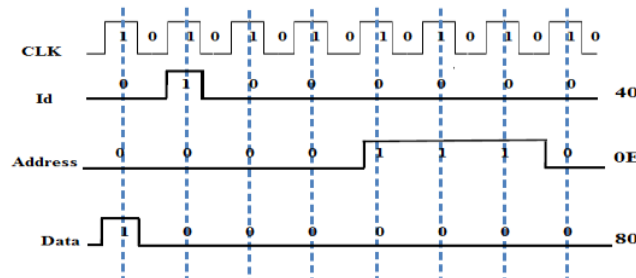 1 0 1 0 1 0 1 0 1 0 1 0 1 0 1 0
CLK
0 1 0 0 0 0 0 0 40
Id
0 0 0 0 1 1 1 0 0E
Address
1 0 0 0 0 0 0 0 80
Data